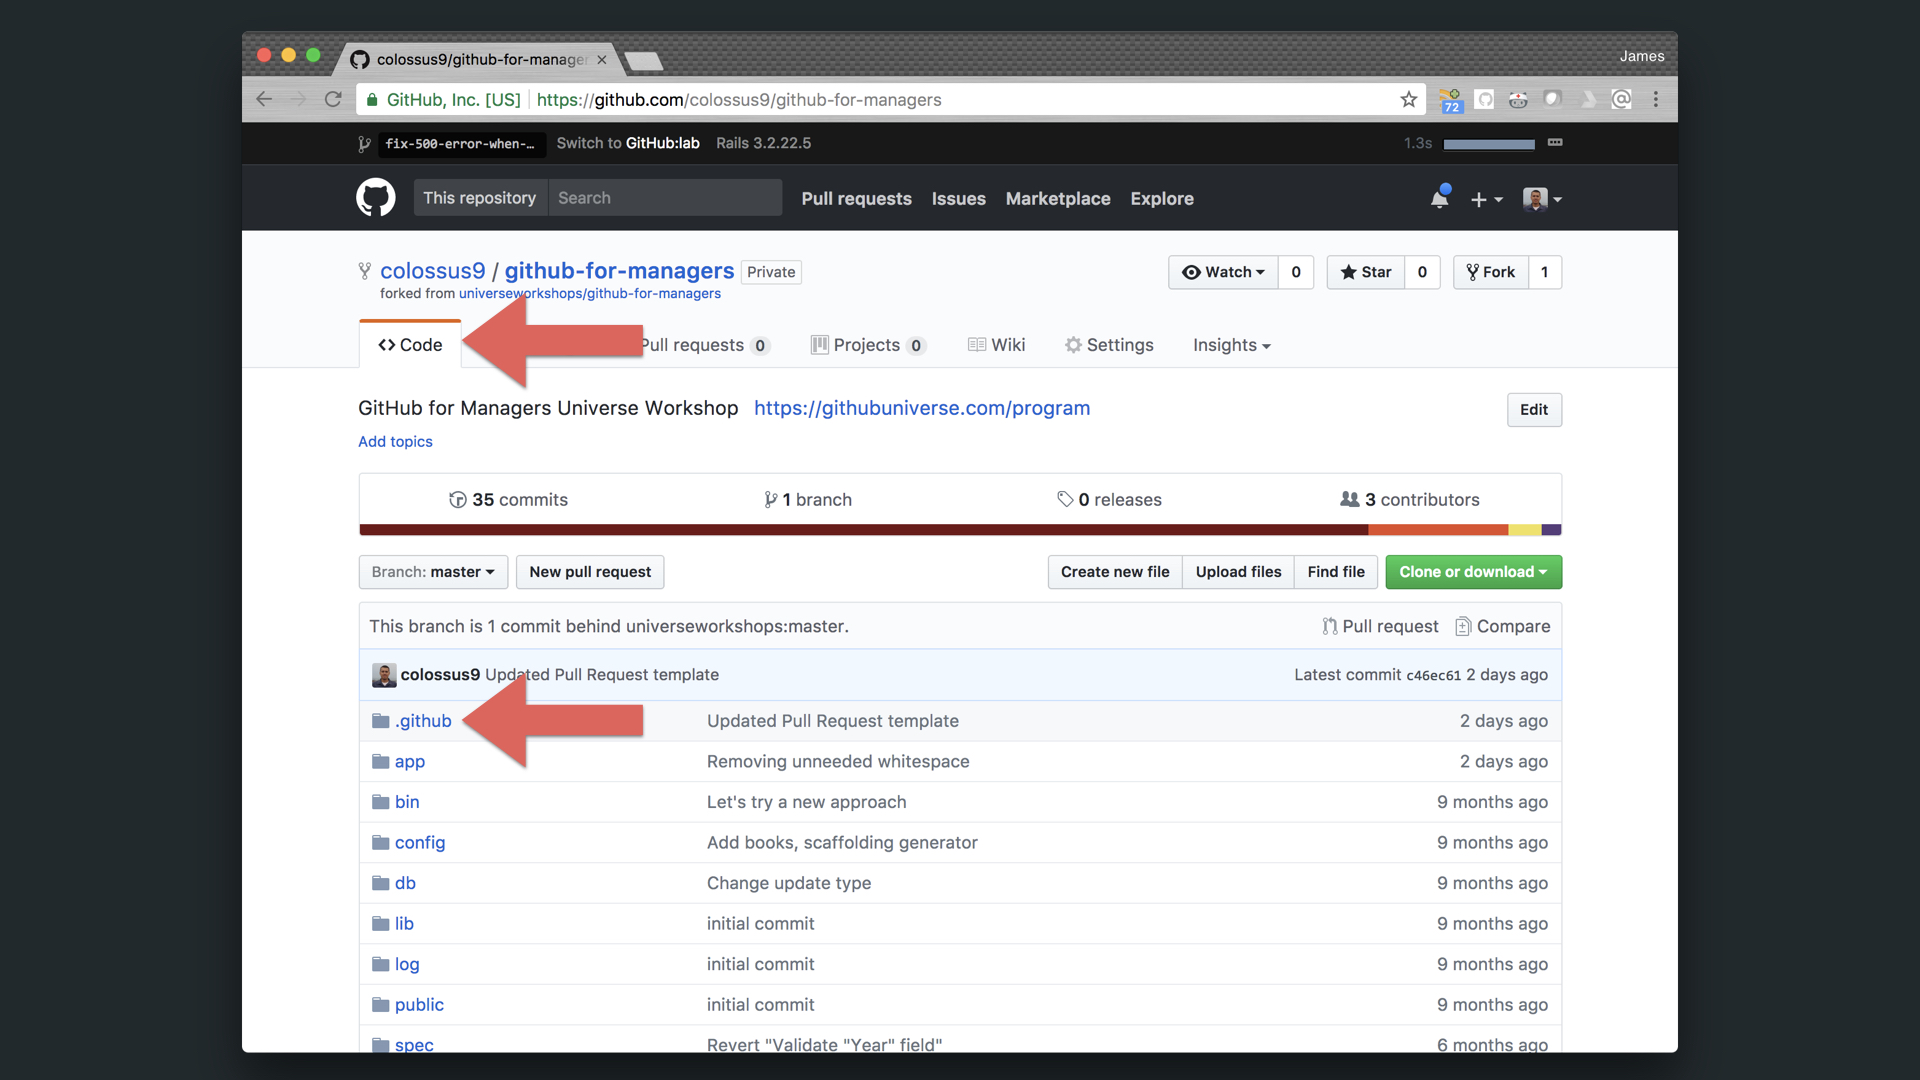 colossus9/github-for-manager
James
GitHub, Inc. [US] https://github.com/colossus9/github-for-managers
72
fix-500-error-when-… Switch to GitHub:lab Rails 3.2.22.5 1.3s
This repository Search Pull requests Issues Marketplace Explore
colossus9 / github-for-managers Private Watch 0 Star 0 Fork 1
forked from universeworkshops/github-for-managers
<> Code Pull requests 0 Projects 0 Wiki Settings Insights
GitHub for Managers Universe Workshop https://githubuniverse.com/program Edit
Add topics
35 commits 1 branch 0 releases 3 contributors
Branch: master New pull request Create new file Upload files Find file Clone or download
This branch is 1 commit behind universeworkshops:master. Pull request Compare
colossus9 Updated Pull Request template Latest commit c46ec61 2 days ago
.github Updated Pull Request template 2 days ago
app Removing unneeded whitespace 2 days ago
bin Let's try a new approach 9 months ago
config Add books, scaffolding generator 9 months ago
db Change update type 9 months ago
lib initial commit 9 months ago
log initial commit 9 months ago
public initial commit 9 months ago
spec Revert "Validate "Year" field" 6 months ago